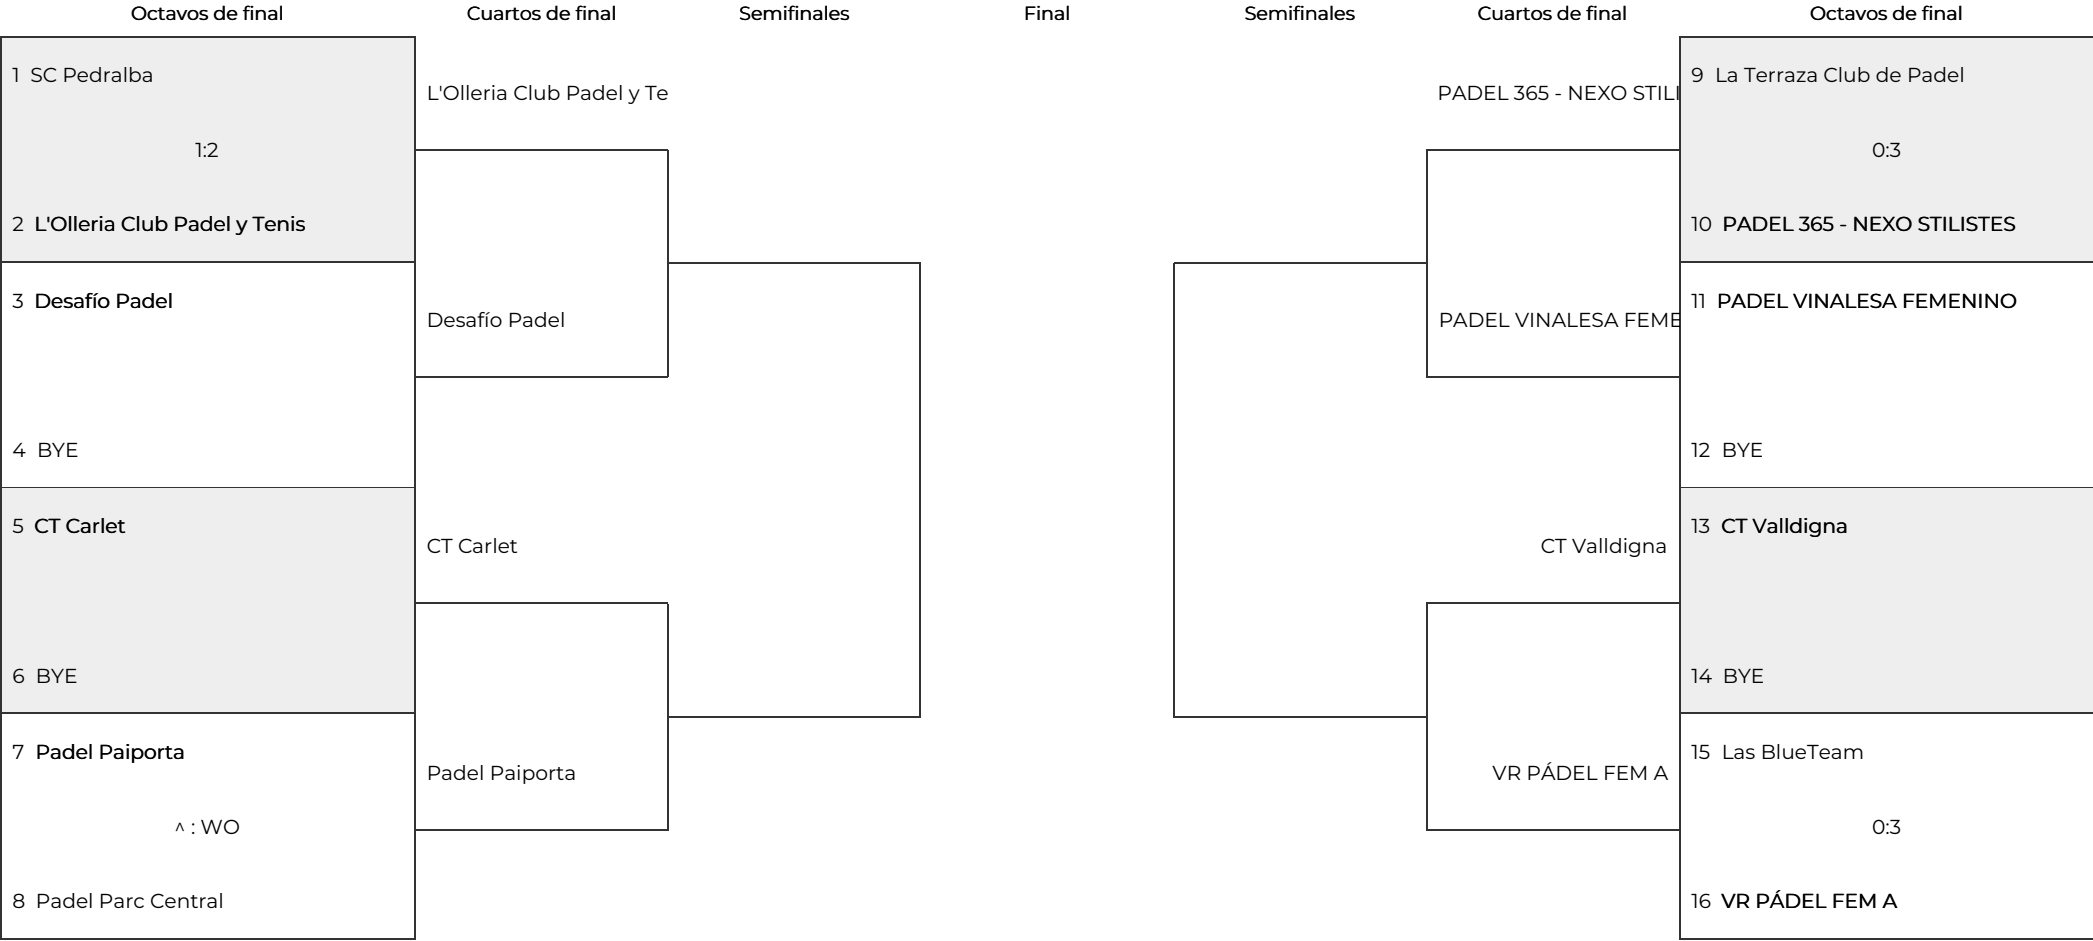 Octavos de final
Cuartos de final
Semifinales
Final
Semifinales
Cuartos de final
Octavos de final
1 SC Pedralba
1:2
2 L'Olleria Club Padel y Tenis
3 Desafío Padel
4 BYE
5 CT Carlet
6 BYE
7 Padel Paiporta
^ : WO
8 Padel Parc Central
L'Olleria Club Padel y Te
Desafío Padel
CT Carlet
Padel Paiporta
PADEL 365 - NEXO STILI
PADEL VINALESA FEME
CT Valldigna
VR PÁDEL FEM A
9 La Terraza Club de Padel
0:3
10 PADEL 365 - NEXO STILISTES
11 PADEL VINALESA FEMENINO
12 BYE
13 CT Valldigna
14 BYE
15 Las BlueTeam
0:3
16 VR PÁDEL FEM A